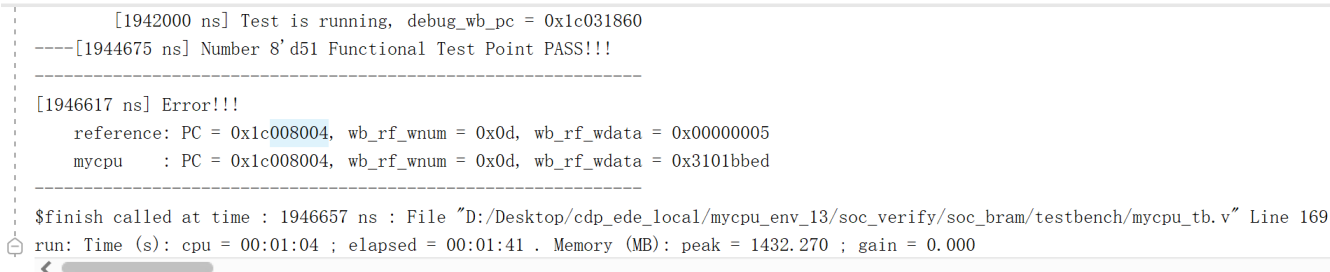 [1942000 ns] Test is running, debug_wb_pc = 0x1c031860
----[1944675 ns] Number 8'd51 Functional Test Point PASS!!!
--------------------------------------------------------------
[1946617 ns] Error!!!
reference: PC = 0x1c008004, wb_rf_wnum = 0x0d, wb_rf_wdata = 0x00000005
mycpu    : PC = 0x1c008004, wb_rf_wnum = 0x0d, wb_rf_wdata = 0x3101bbed
--------------------------------------------------------------
$finish called at time : 1946657 ns : File "D:/Desktop/cdp_ede_local/mycpu_env_13/soc_verify/soc_bram/testbench/mycpu_tb.v" Line 169
run: Time (s): cpu = 00:01:04 ; elapsed = 00:01:41 . Memory (MB): peak = 1432.270 ; gain = 0.000